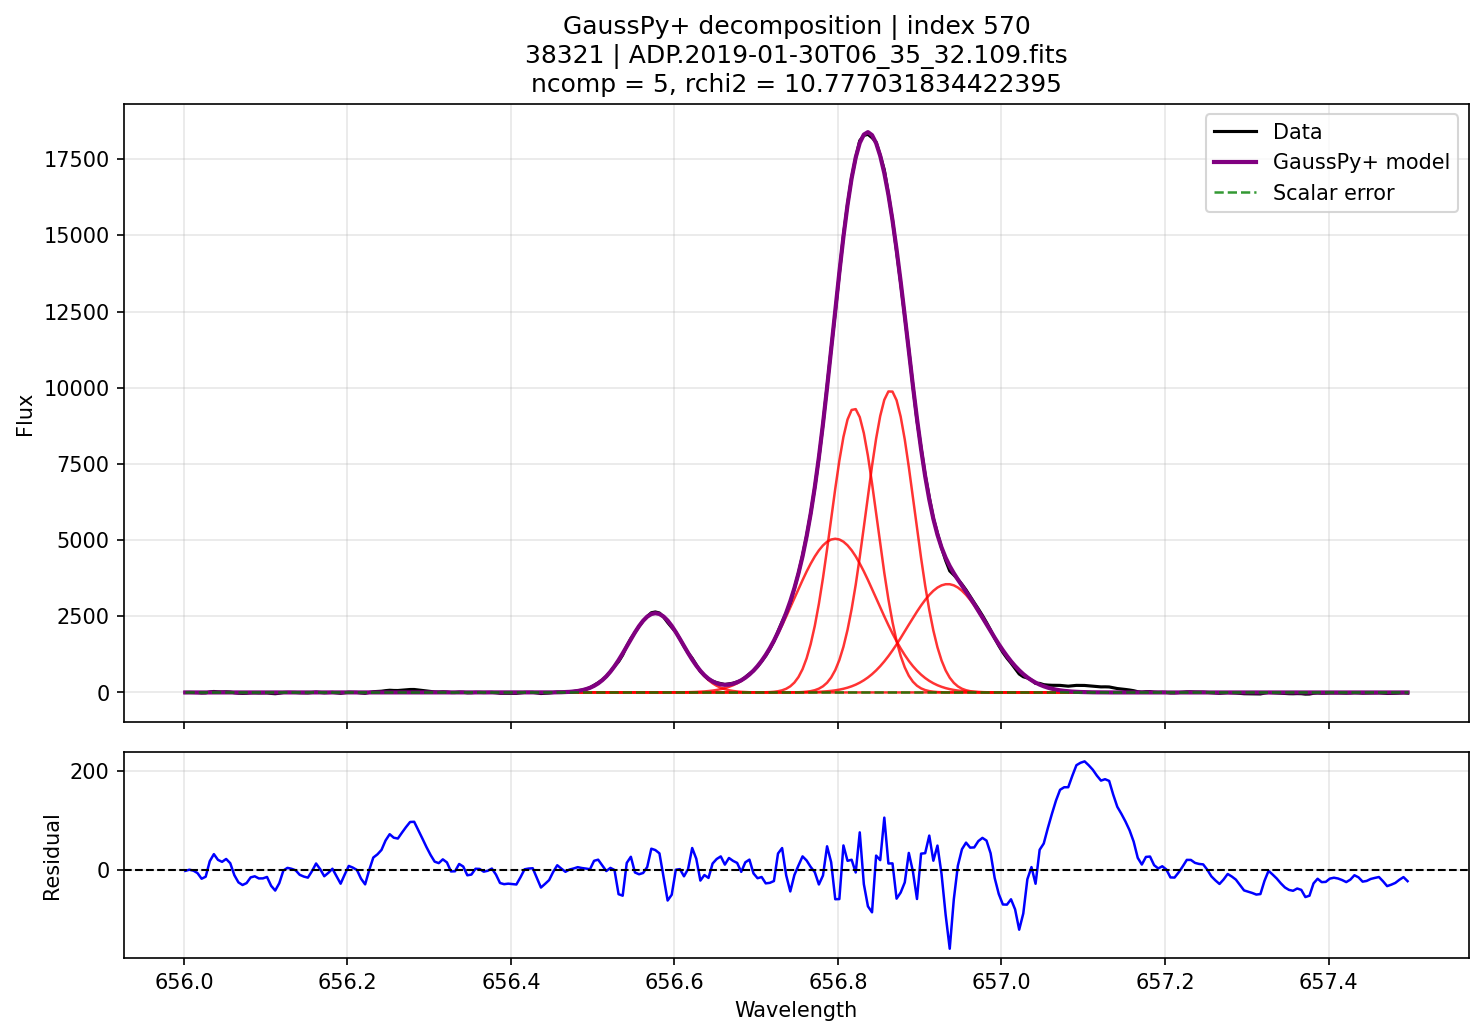 GaussPy+ decomposition | index 570
38321 | ADP.2019-01-30T06_35_32.109.fits
ncomp = 5, rchi2 = 10.777031834422395
Data
GaussPy+ model
Scalar error
17500
15000
12500
10000
7500
5000
2500
0
Flux
200
0
Residual
656.0 656.2 656.4 656.6 656.8 657.0 657.2 657.4
Wavelength